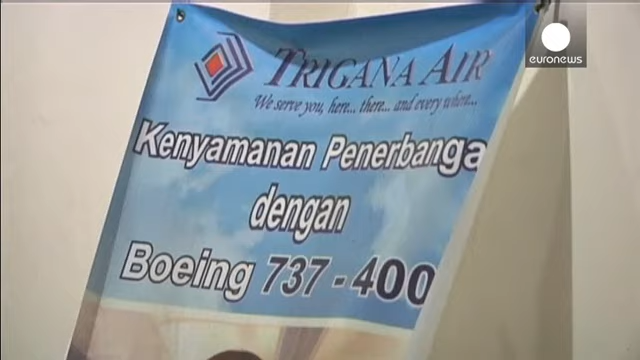 euronews
TRIGANA AIR
We serve you, here... there... and every where...
Kenyamanan Penerbanga
dengan
Boeing 737 - 400